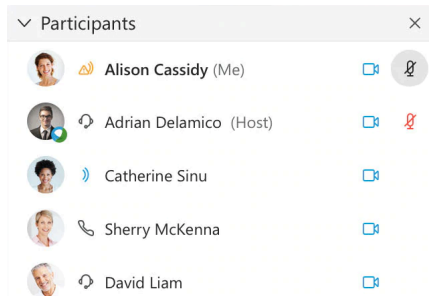 Participants
Alison Cassidy (Me)
Adrian Delamico (Host)
Catherine Sinu
Sherry McKenna
David Liam